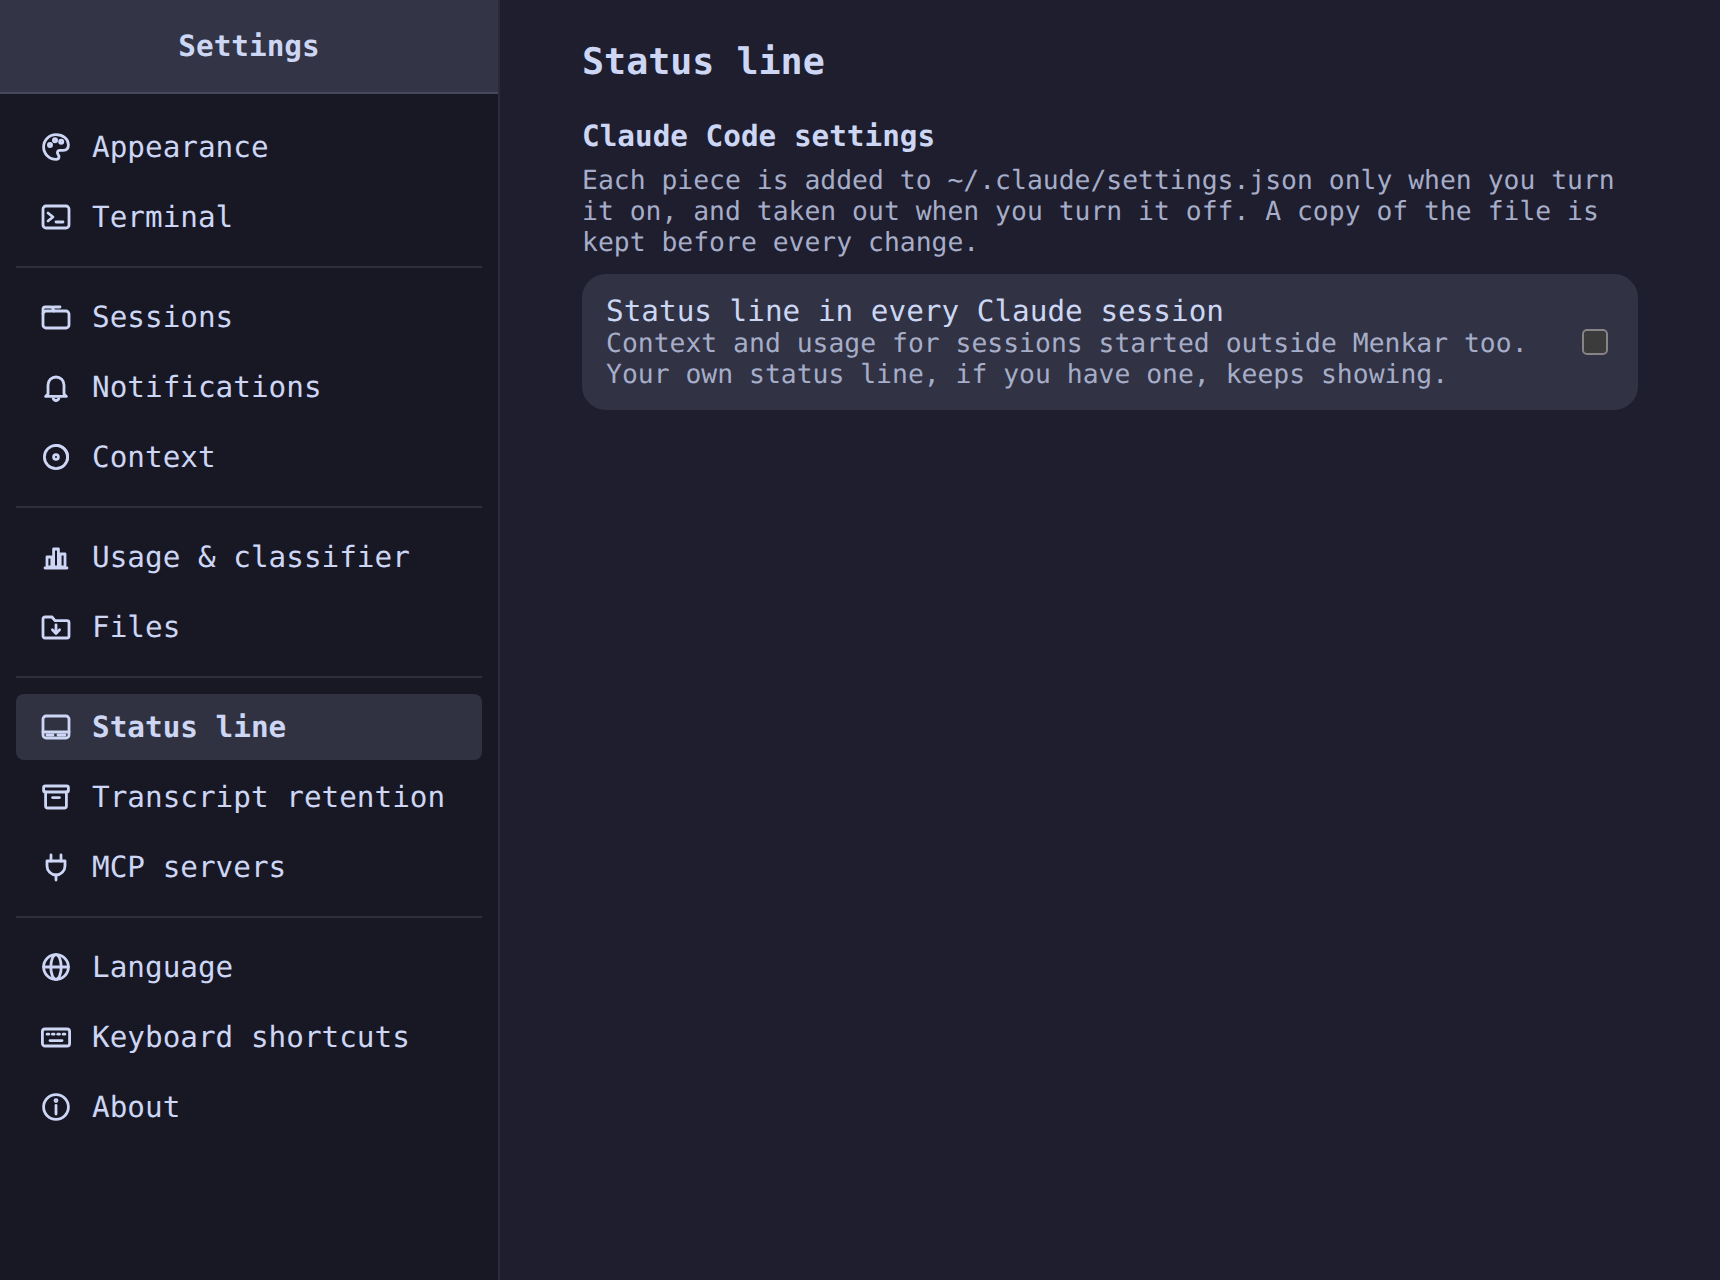 Settings
Appearance
Terminal
Sessions
Notifications
Context
Usage & classifier
Files
Status line
Transcript retention
MCP servers
Language
Keyboard shortcuts
About
Status line
Claude Code settings
Each piece is added to ~/.claude/settings.json only when you turn
it on, and taken out when you turn it off. A copy of the file is
kept before every change.
Status line in every Claude session
Context and usage for sessions started outside Menkar too.
Your own status line, if you have one, keeps showing.